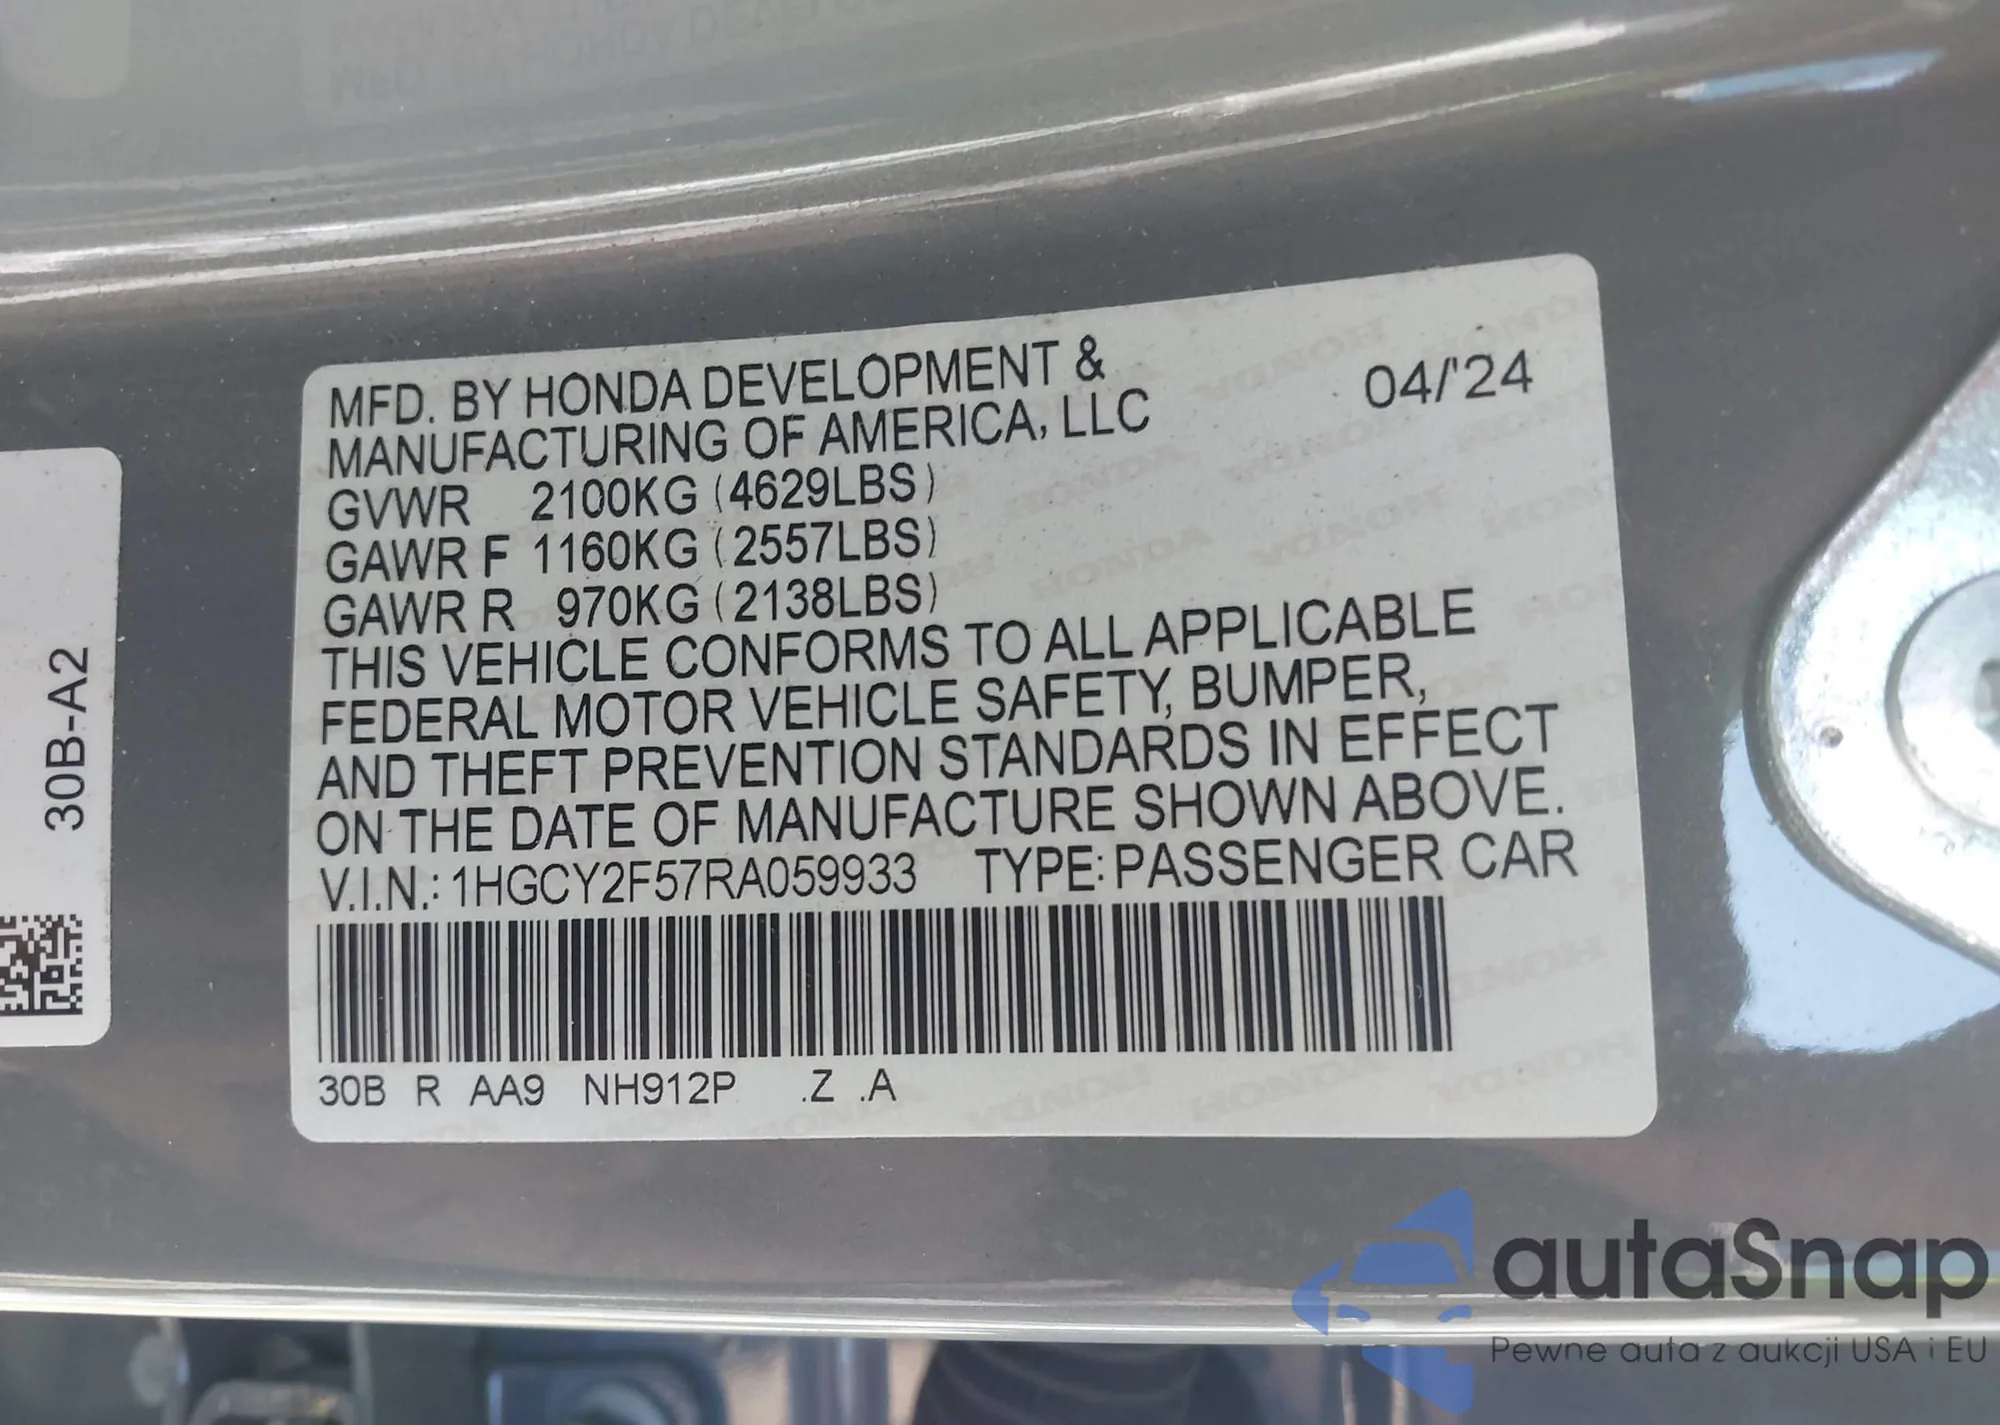 MFD. BY HONDA DEVELOPMENT &
MANUFACTURING OF AMERICA, LLC
04/'24
GVWR 2100KG (4629LBS)
GAWR F 1160KG (2557LBS)
GAWR R 970KG (2138LBS)
THIS VEHICLE CONFORMS TO ALL APPLICABLE
FEDERAL MOTOR VEHICLE SAFETY, BUMPER,
AND THEFT PREVENTION STANDARDS IN EFFECT
ON THE DATE OF MANUFACTURE SHOWN ABOVE.
V.I.N.: 1HGCY2F57RA059933 TYPE: PASSENGER CAR
30B R AA9 NH912P .Z .A
30B-A2
autaSnap
Pewne auta z aukcji USA i EU